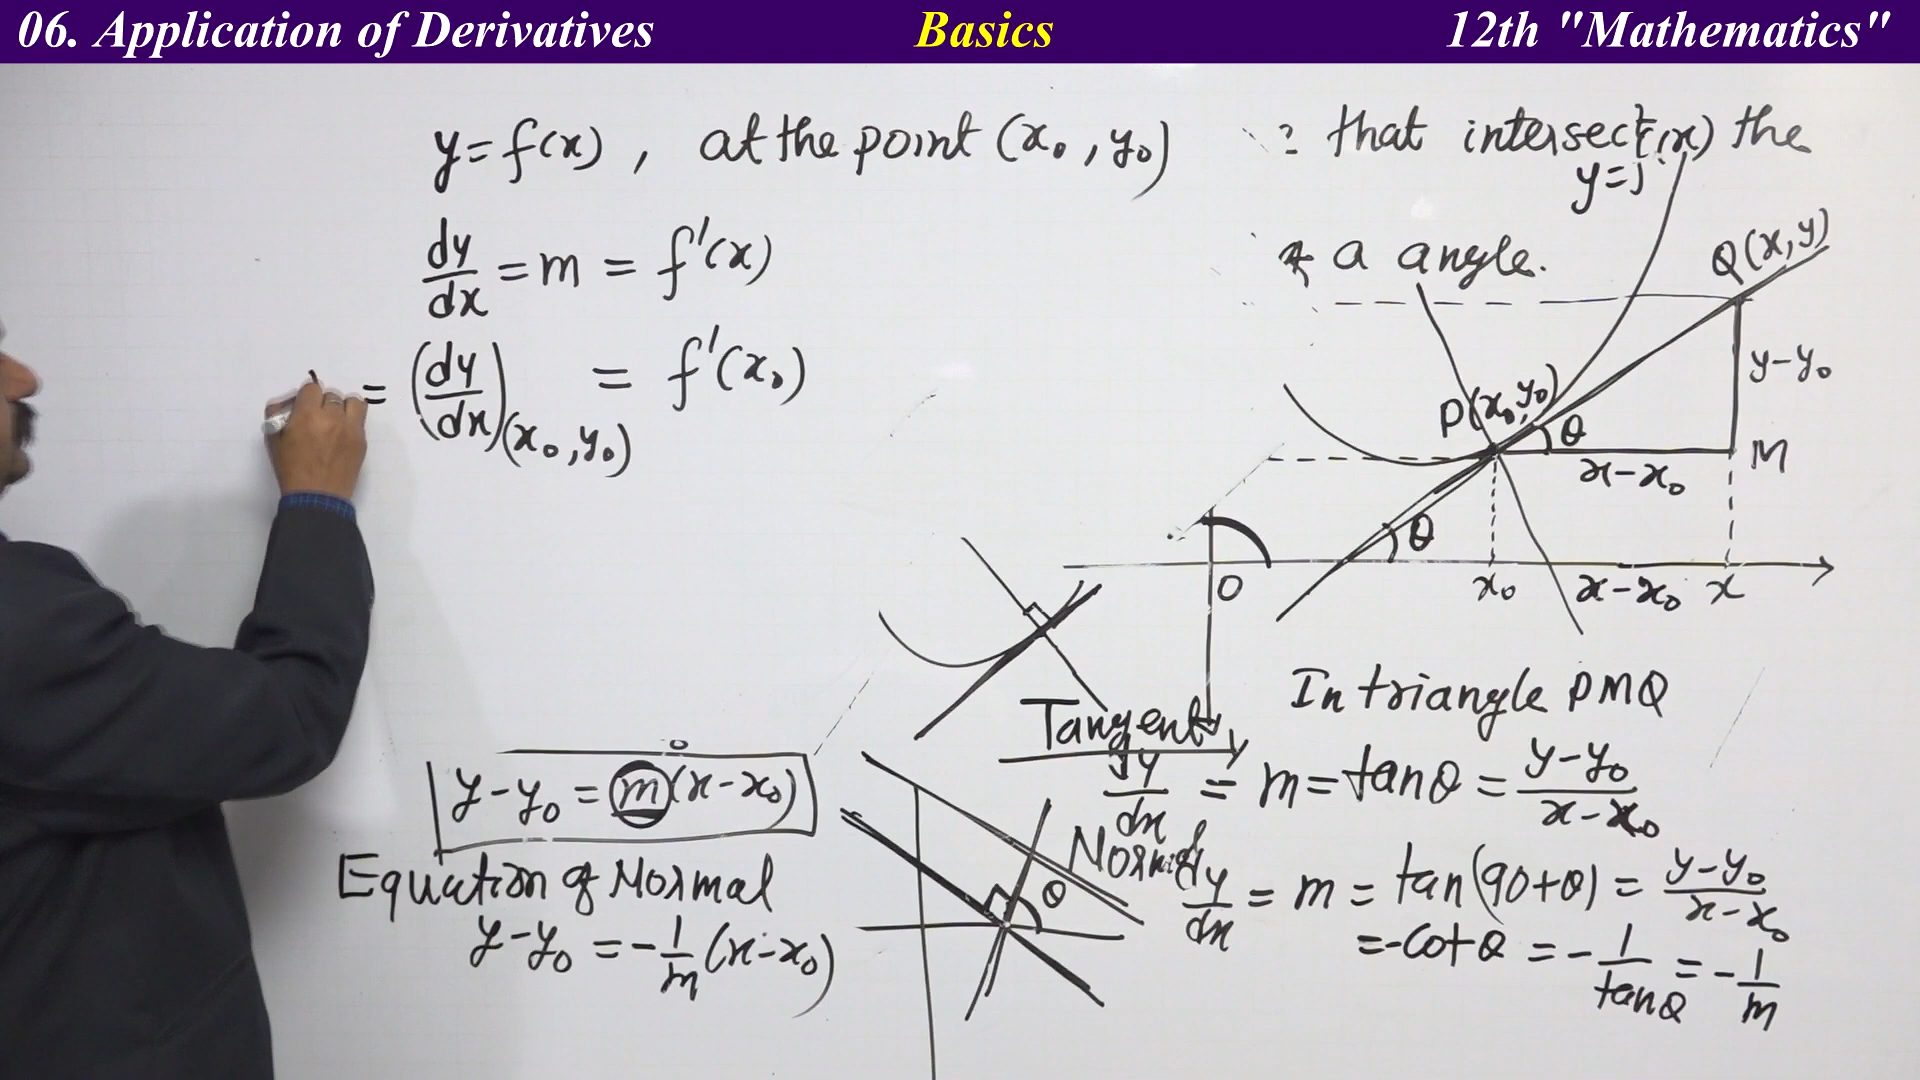 06. Application of Derivatives Basics 12th "Mathematics"
y=f(x), at the point (x₀,y₀)
that intersect the
y=f(x)
dy/dx = m = f'(x)
a angle.
Q(x,y)
= (dy/dx)(x₀,y₀) = f'(x₀)
y-y₀
P(x₀,y₀)
θ
M
x-x₀
θ
O x₀ x-x₀ x
In triangle PMQ
Tangent
dy/dx = m = tanθ = y-y₀/x-x₀
y-y₀ = m(x-x₀)
Normal
Equation of Normal
θ
dy/dx = m = tan(90+θ) = y-y₀/x-x₀
y-y₀ = -1/m (x-x₀)
=-cotθ = -1/tanθ = -1/m